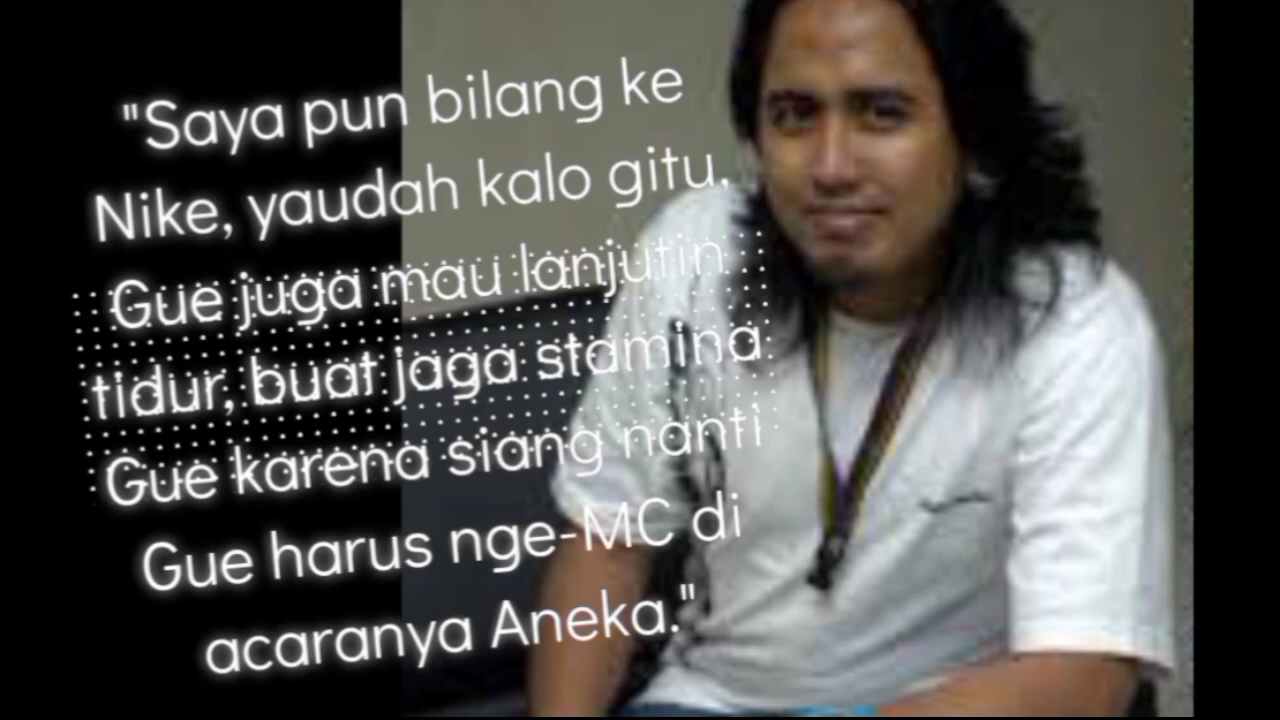 "Saya pun bilang ke
Nike, yaudah kalo gitu,
Gue juga mau lanjutin
tidur, buat jaga stamina
Gue karena siang nanti
Gue harus nge-MC di
acaranya Aneka."